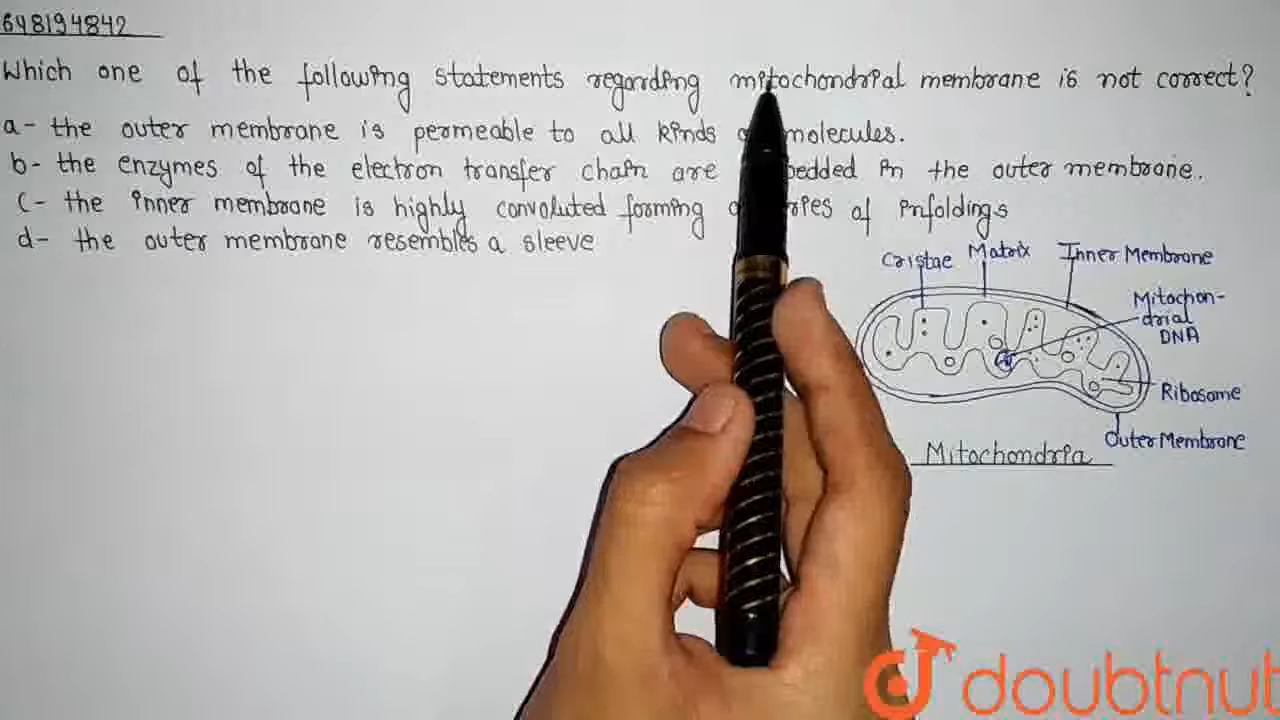 648194842
Which one of the following statements regarding mitochondrial membrane is not correct?
a- the outer membrane is permeable to all kinds molecules.
b- the enzymes of the electron transfer chain are in the outer membrane.
c- the inner membrane is highly convoluted forming of infoldings
d- the outer membrane resembles a sleeve
Cristae Matrix Inner Membrane
Mitochon-
drial
DNA
Ribosome
Outer Membrane
Mitochondria
doubtnut